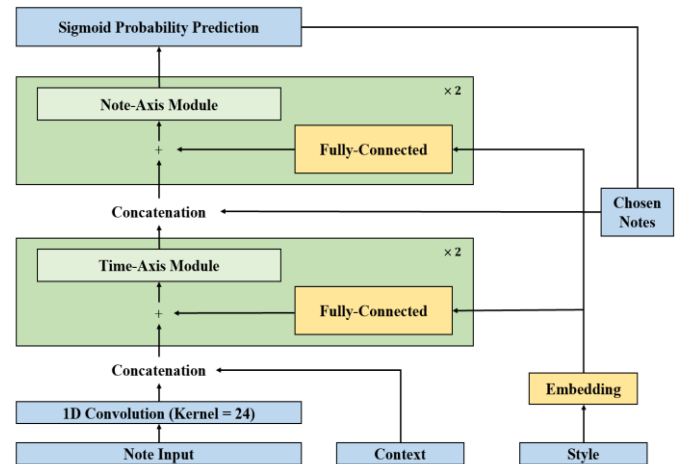 Sigmoid Probability Prediction
× 2
Note-Axis Module
+
Fully-Connected
Chosen
Notes
Concatenation
× 2
Time-Axis Module
+
Fully-Connected
Concatenation
Embedding
1D Convolution (Kernel = 24)
Note Input
Context
Style